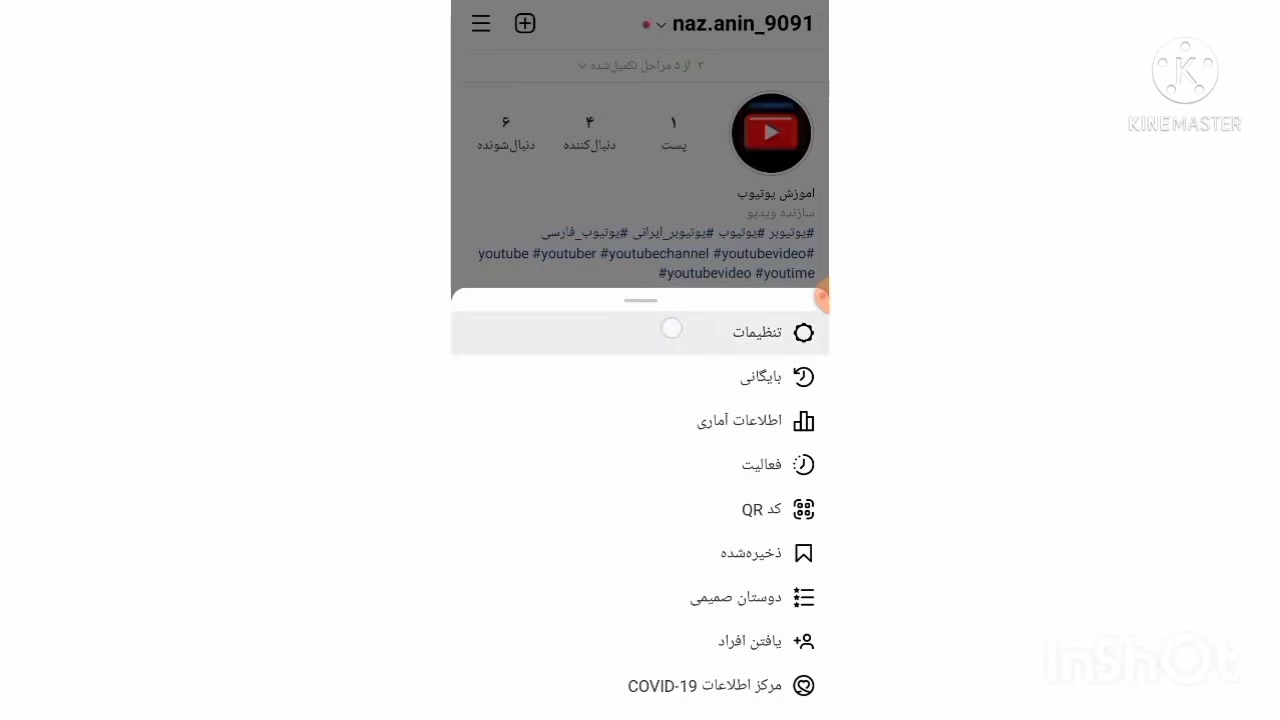 naz.anin_9091
۲ از ۵ مراحل تکمیل‌شده
۱ ۴ ۶
پست دنبال‌کننده دنبال‌شونده
اموزش یوتیوب
سازنده ویدیو
#یوتیوبر #یوتیوب #یوتیوبر_ایرانی #یوتیوب_فارسی
youtube #youtuber #youtubechannel #youtubevideo#
#youtubevideo #youtime
تنظیمات
بایگانی
اطلاعات آماری
فعالیت
کد QR
ذخیره‌شده
دوستان صمیمی
یافتن افراد
مرکز اطلاعات COVID-19
K
KINEMASTER
InShOt